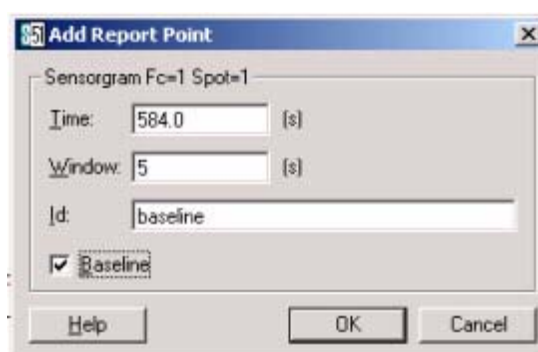 S51 Add Report Point
Sensorgram Fc=1 Spot=1
Time: 584.0 (s)
Window: 5 (s)
Id: baseline
Baseline
Help OK Cancel